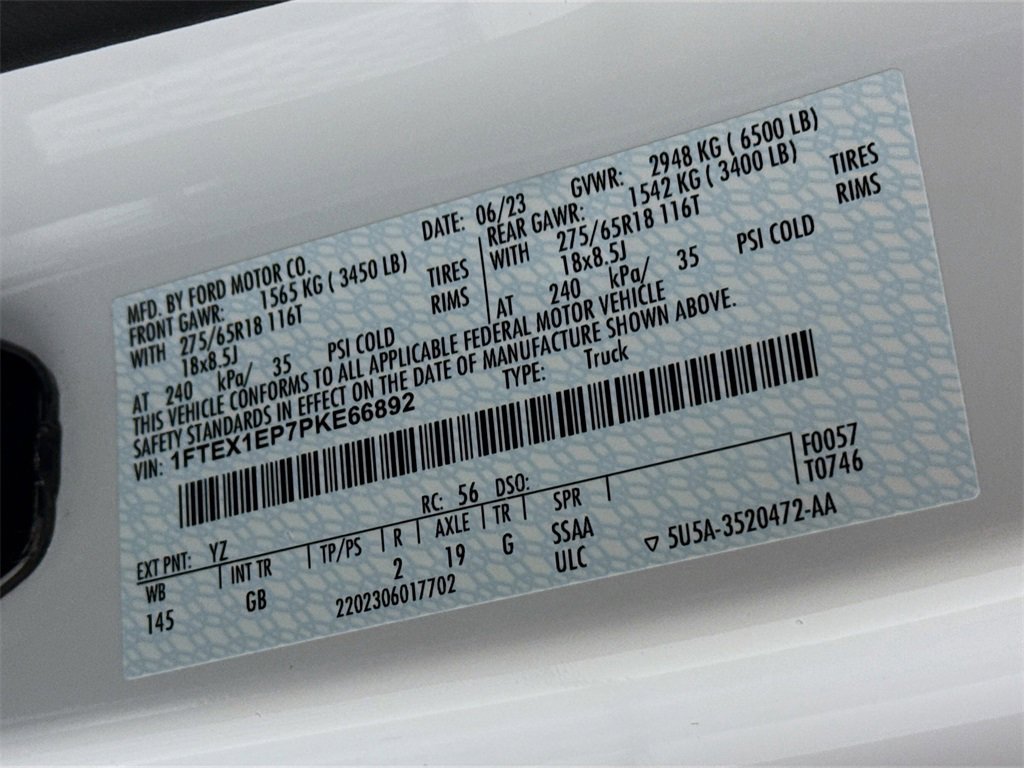 MFD. BY FORD MOTOR CO. DATE: 06/23 GVWR: 2948 KG ( 6500 LB)
FRONT GAWR: 1565 KG ( 3450 LB) REAR GAWR: 1542 KG ( 3400 LB)
WITH 275/65R18 116T TIRES WITH 275/65R18 116T TIRES
18x8.5J RIMS 18x8.5J RIMS
AT 240 kPa/ 35 PSI COLD AT 240 kPa/ 35 PSI COLD
THIS VEHICLE CONFORMS TO ALL APPLICABLE FEDERAL MOTOR VEHICLE
SAFETY STANDARDS IN EFFECT ON THE DATE OF MANUFACTURE SHOWN ABOVE.
VIN: 1FTEX1EP7PKE66892 TYPE: Truck
EXT PNT: YZ RC: 56 DSO: F0057
WB INT TR TP/PS R AXLE TR SPR T0746
145 GB 2 19 G SSAA
2202306017702 ULC ▽ 5U5A-3520472-AA